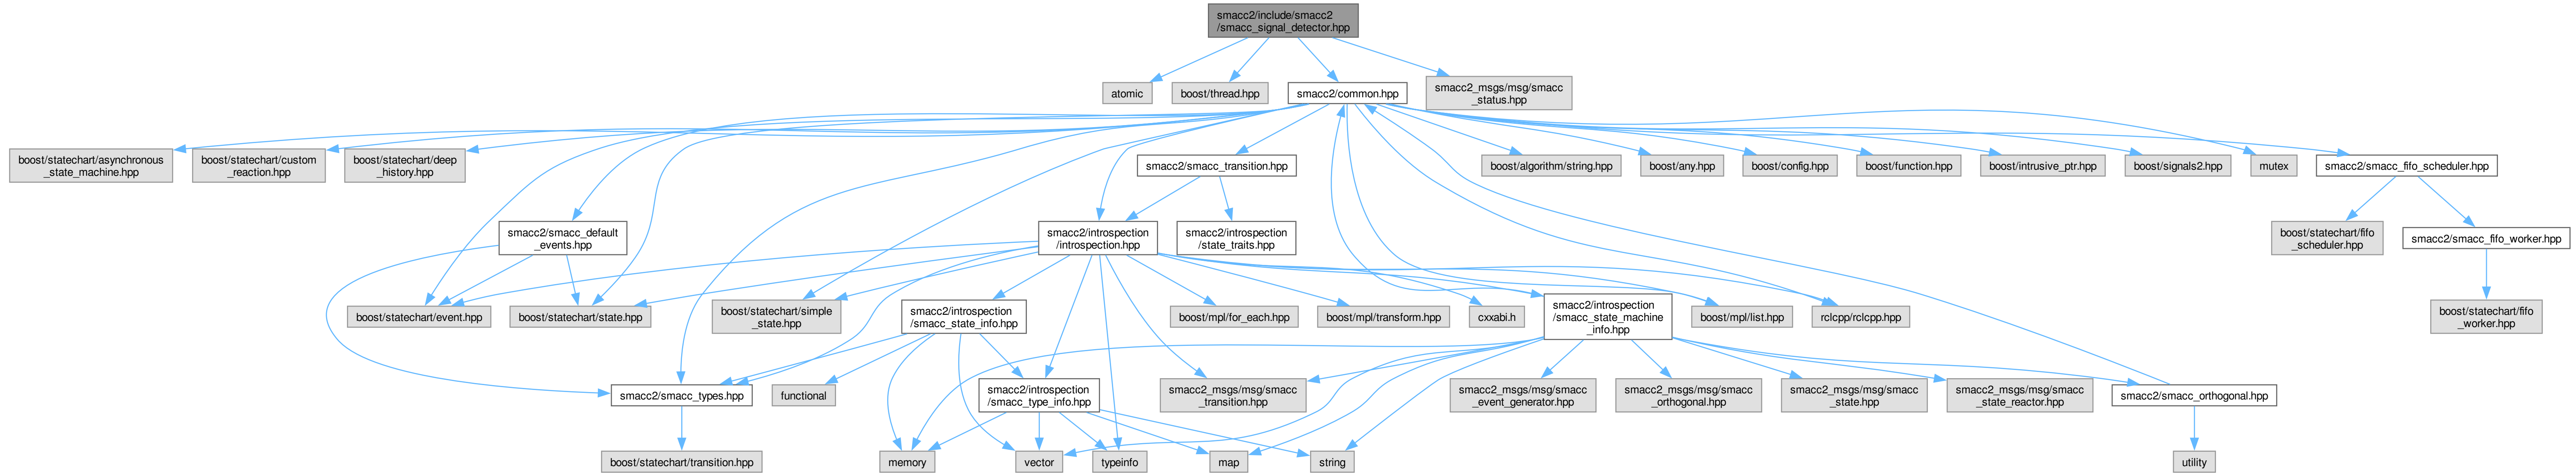 smacc2/include/smacc2
/smacc_signal_detector.hpp
atomic
boost/thread.hpp
smacc2/common.hpp
smacc2_msgs/msg/smacc
_status.hpp
boost/statechart/asynchronous
_state_machine.hpp
boost/statechart/custom
_reaction.hpp
boost/statechart/deep
_history.hpp
smacc2/smacc_transition.hpp
boost/algorithm/string.hpp
boost/any.hpp
boost/config.hpp
boost/function.hpp
boost/intrusive_ptr.hpp
boost/signals2.hpp
mutex
smacc2/smacc_fifo_scheduler.hpp
smacc2/smacc_default
_events.hpp
smacc2/introspection
/introspection.hpp
smacc2/introspection
/state_traits.hpp
boost/statechart/fifo
_scheduler.hpp
smacc2/smacc_fifo_worker.hpp
boost/statechart/event.hpp
boost/statechart/state.hpp
boost/statechart/simple
_state.hpp
smacc2/introspection
/smacc_state_info.hpp
boost/mpl/for_each.hpp
boost/mpl/transform.hpp
cxxabi.h
smacc2/introspection
/smacc_state_machine
_info.hpp
boost/mpl/list.hpp
rclcpp/rclcpp.hpp
boost/statechart/fifo
_worker.hpp
smacc2/smacc_types.hpp
functional
smacc2/introspection
/smacc_type_info.hpp
smacc2_msgs/msg/smacc
_transition.hpp
smacc2_msgs/msg/smacc
_event_generator.hpp
smacc2_msgs/msg/smacc
_orthogonal.hpp
smacc2_msgs/msg/smacc
_state.hpp
smacc2_msgs/msg/smacc
_state_reactor.hpp
smacc2/smacc_orthogonal.hpp
boost/statechart/transition.hpp
memory
vector
typeinfo
map
string
utility